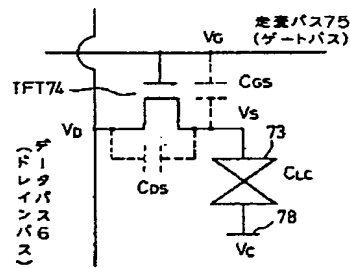 定査バス75
(ゲートバス)
VG
TFT74
CGS
VS
VD
73
CDS
CLC
データバス6
(ドレインバス)
78
VC